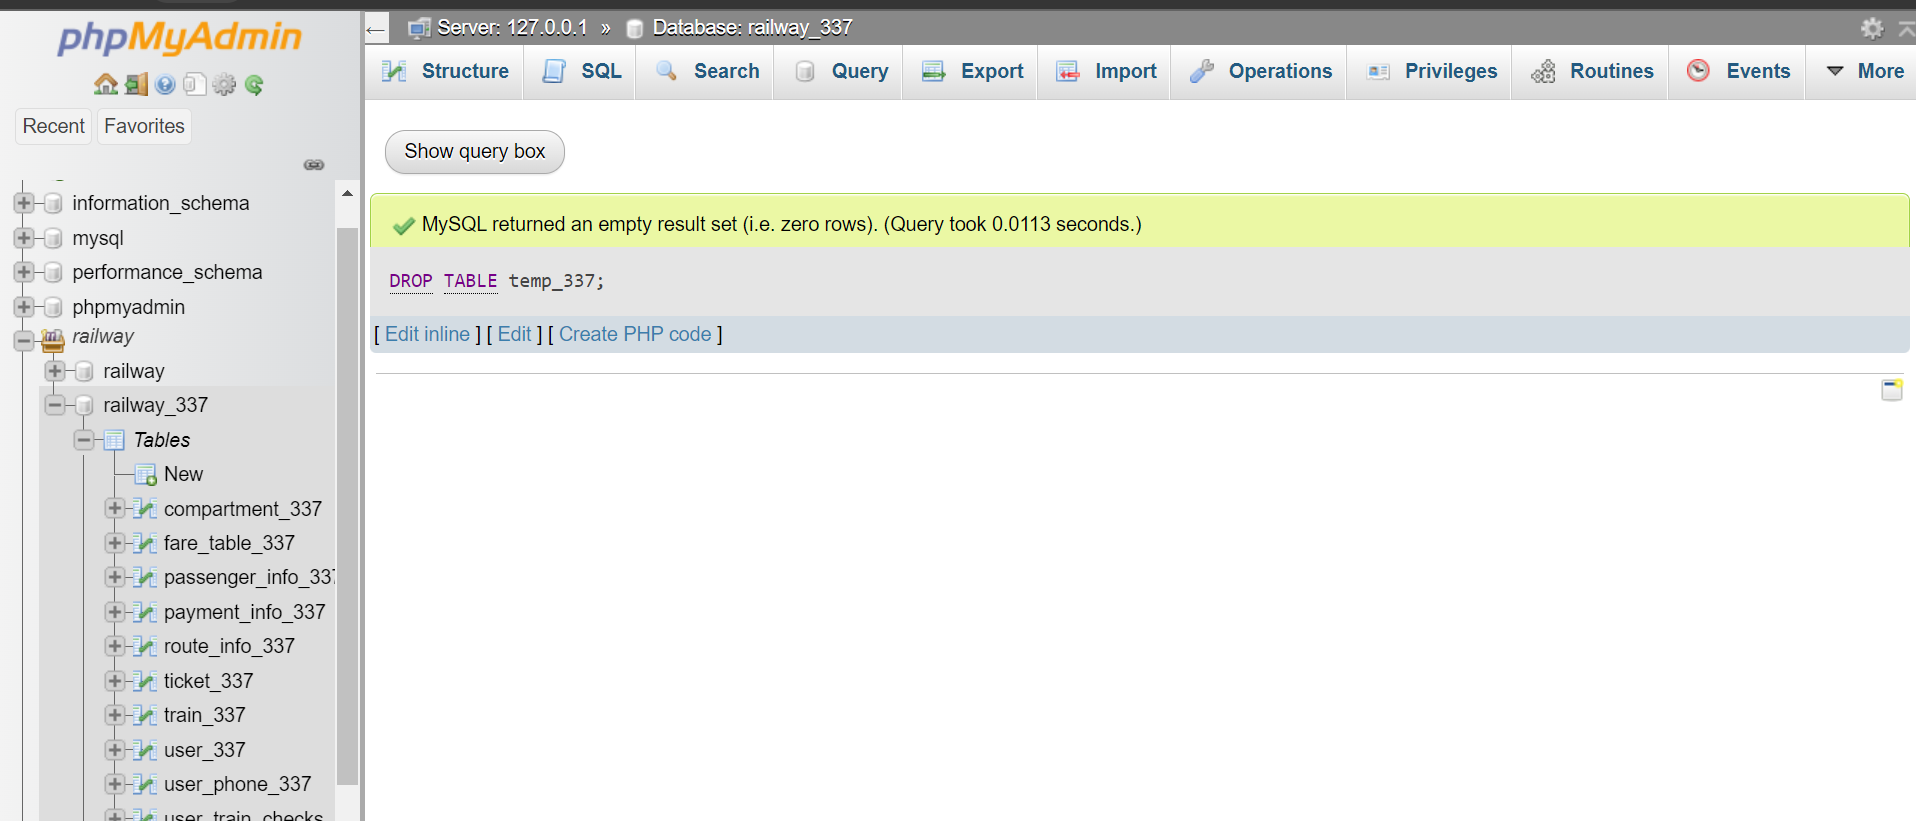 phpMyAdmin
Recent
Favorites
information_schema
mysql
performance_schema
phpmyadmin
railway
railway
railway_337
Tables
New
compartment_337
fare_table_337
passenger_info_337
payment_info_337
route_info_337
ticket_337
train_337
user_337
user_phone_337
user_train_checks
Server: 127.0.0.1 » Database: railway_337
Structure SQL Search Query Export Import Operations Privileges Routines Events More
Show query box
MySQL returned an empty result set (i.e. zero rows). (Query took 0.0113 seconds.)
DROP TABLE temp_337;
[ Edit inline ] [ Edit ] [ Create PHP code ]